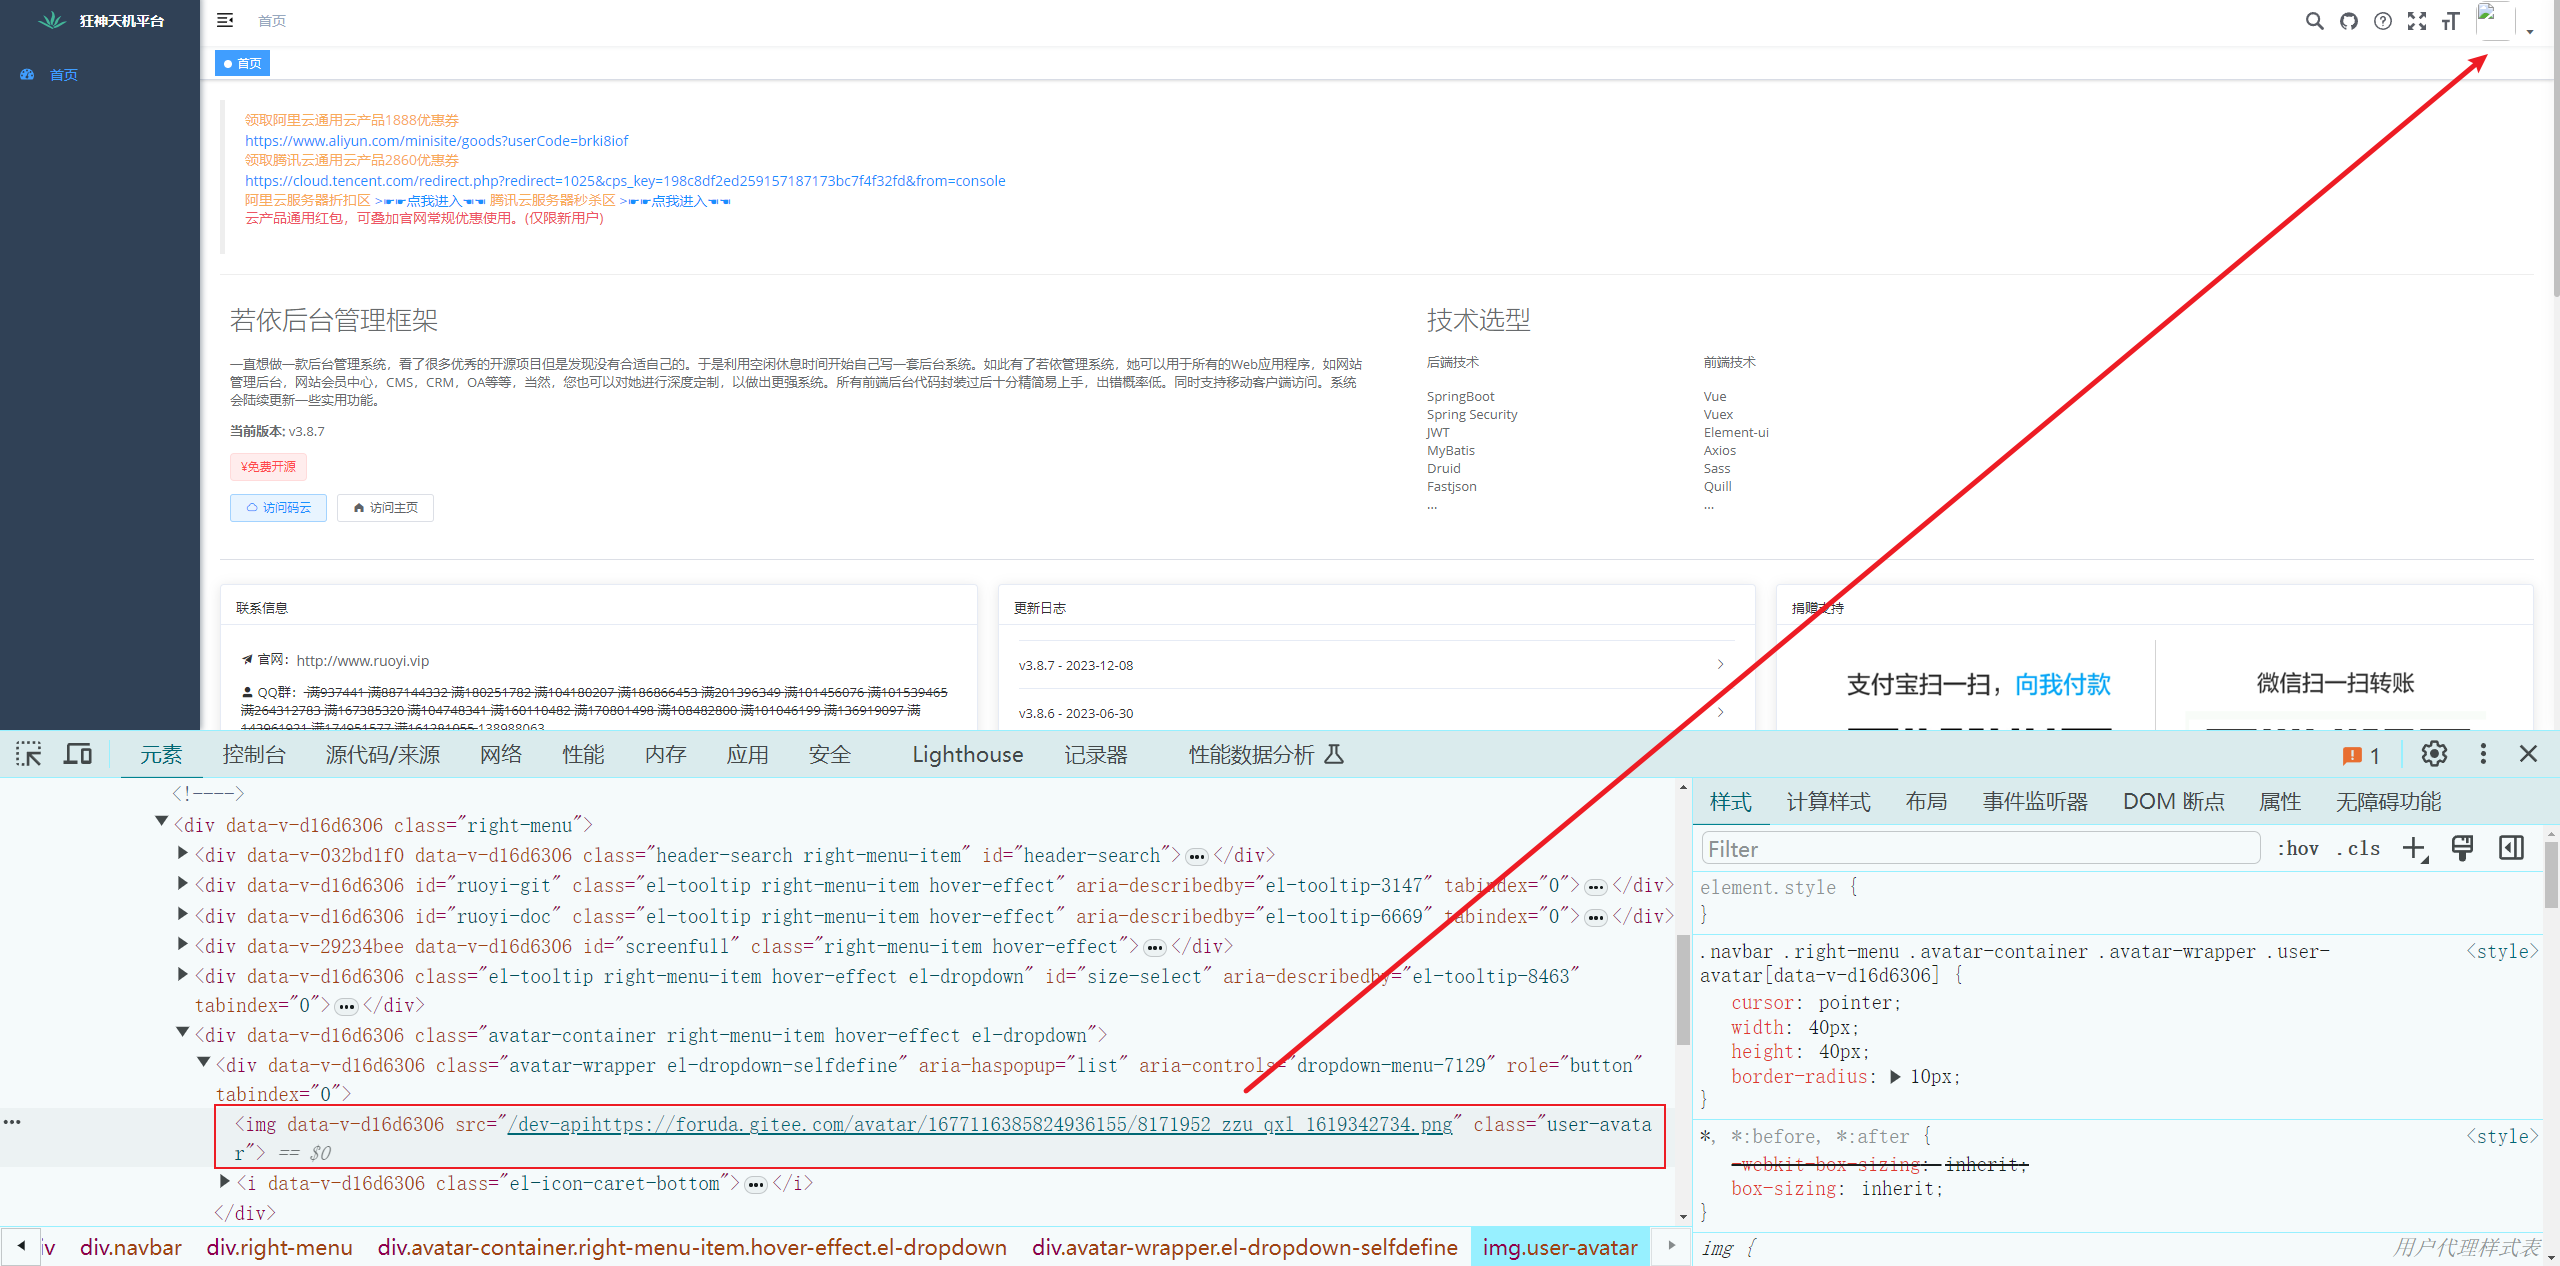 狂神天机平台
首页
首页
首页
领取阿里云通用云产品1888优惠券
https://www.aliyun.com/minisite/goods?userCode=brki8iof
领取腾讯云通用云产品2860优惠券
https://cloud.tencent.com/redirect.php?redirect=1025&cps_key=198c8df2ed259157187173bc7f4f32fd&from=console
阿里云服务器折扣区 >☛☛点我进入☚☚ 腾讯云服务器秒杀区 >☛☛点我进入☚☚
云产品通用红包，可叠加官网常规优惠使用。(仅限新用户)
若依后台管理框架
一直想做一款后台管理系统，看了很多优秀的开源项目但是发现没有合适自己的。于是利用空闲休息时间开始自己写一套后台系统。如此有了若依管理系统，她可以用于所有的Web应用程序，如网站
管理后台，网站会员中心，CMS，CRM，OA等等，当然，您也可以对她进行深度定制，以做出更强系统。所有前端后台代码封装过后十分精简易上手，出错概率低。同时支持移动客户端访问。系统
会陆续更新一些实用功能。
当前版本: v3.8.7
¥免费开源
访问码云 访问主页
技术选型
后端技术
SpringBoot
Spring Security
JWT
MyBatis
Druid
Fastjson
...
前端技术
Vue
Vuex
Element-ui
Axios
Sass
Quill
...
联系信息
官网： http://www.ruoyi.vip
QQ群： 满937441 满887144332 满180251782 满104180207 满186866453 满201396349 满101456076 满101539465
满264312783 满167385320 满104748341 满160110482 满170801498 满108482800 满101046199 满136919097 满
143961921 满174951577 满161281055 138988063
更新日志
v3.8.7 - 2023-12-08
v3.8.6 - 2023-06-30
捐赠支持
支付宝扫一扫，向我付款
微信扫一扫转账
元素 控制台 源代码/来源 网络 性能 内存 应用 安全 Lighthouse 记录器 性能数据分析 1
<!---->
<div data-v-d16d6306 class="right-menu">
<div data-v-032bd1f0 data-v-d16d6306 class="header-search right-menu-item" id="header-search">…</div>
<div data-v-d16d6306 id="ruoyi-git" class="el-tooltip right-menu-item hover-effect" aria-describedby="el-tooltip-3147" tabindex="0">…</div>
<div data-v-d16d6306 id="ruoyi-doc" class="el-tooltip right-menu-item hover-effect" aria-describedby="el-tooltip-6669" tabindex="0">…</div>
<div data-v-29234bee data-v-d16d6306 id="screenfull" class="right-menu-item hover-effect">…</div>
<div data-v-d16d6306 class="el-tooltip right-menu-item hover-effect el-dropdown" id="size-select" aria-describedby="el-tooltip-8463"
tabindex="0">…</div>
<div data-v-d16d6306 class="avatar-container right-menu-item hover-effect el-dropdown">
<div data-v-d16d6306 class="avatar-wrapper el-dropdown-selfdefine" aria-haspopup="list" aria-controls="dropdown-menu-7129" role="button"
tabindex="0">
<img data-v-d16d6306 src="/dev-apihttps://foruda.gitee.com/avatar/1677116385824936155/8171952_zzu_qxl_1619342734.png" class="user-avata
r"> == $0
<i data-v-d16d6306 class="el-icon-caret-bottom">…</i>
</div>
iv div.navbar div.right-menu div.avatar-container.right-menu-item.hover-effect.el-dropdown div.avatar-wrapper.el-dropdown-selfdefine img.user-avatar
样式 计算样式 布局 事件监听器 DOM 断点 属性 无障碍功能
Filter :hov .cls
element.style {
}
.navbar .right-menu .avatar-container .avatar-wrapper .user- <style>
avatar[data-v-d16d6306] {
cursor: pointer;
width: 40px;
height: 40px;
border-radius: 10px;
}
*, *:before, *:after { <style>
-webkit-box-sizing: inherit;
box-sizing: inherit;
}
img { 用户代理样式表